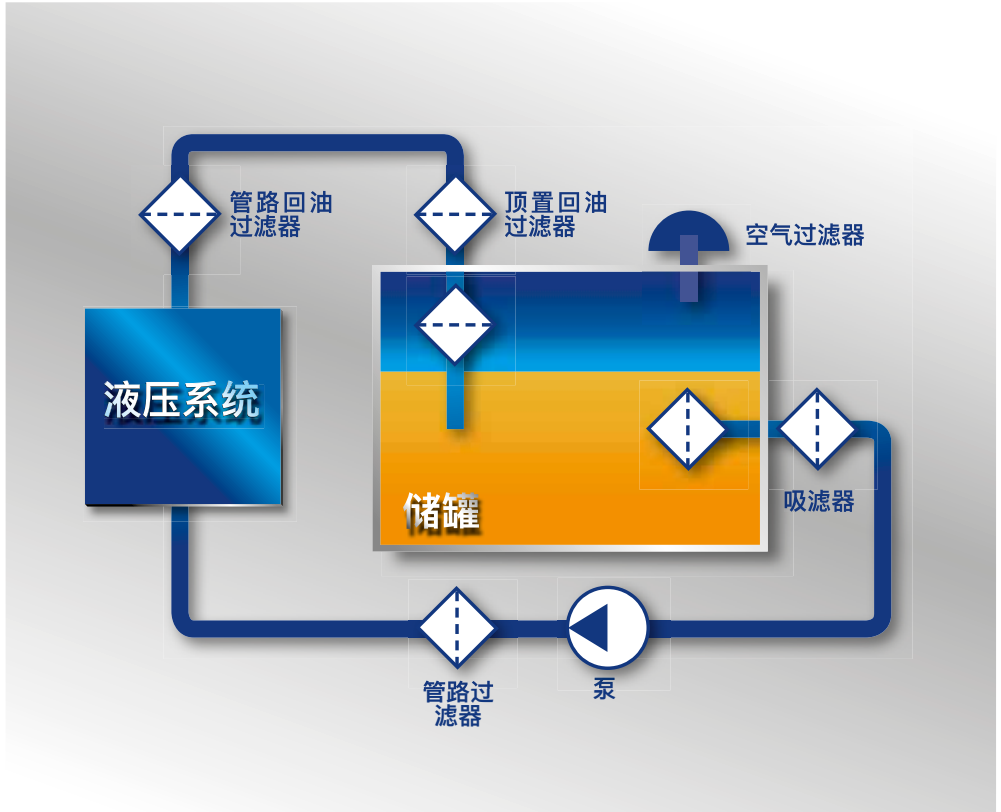 管路回油
过滤器
顶置回油
过滤器
空气过滤器
液压系统
储罐
吸滤器
管路过
滤器
泵